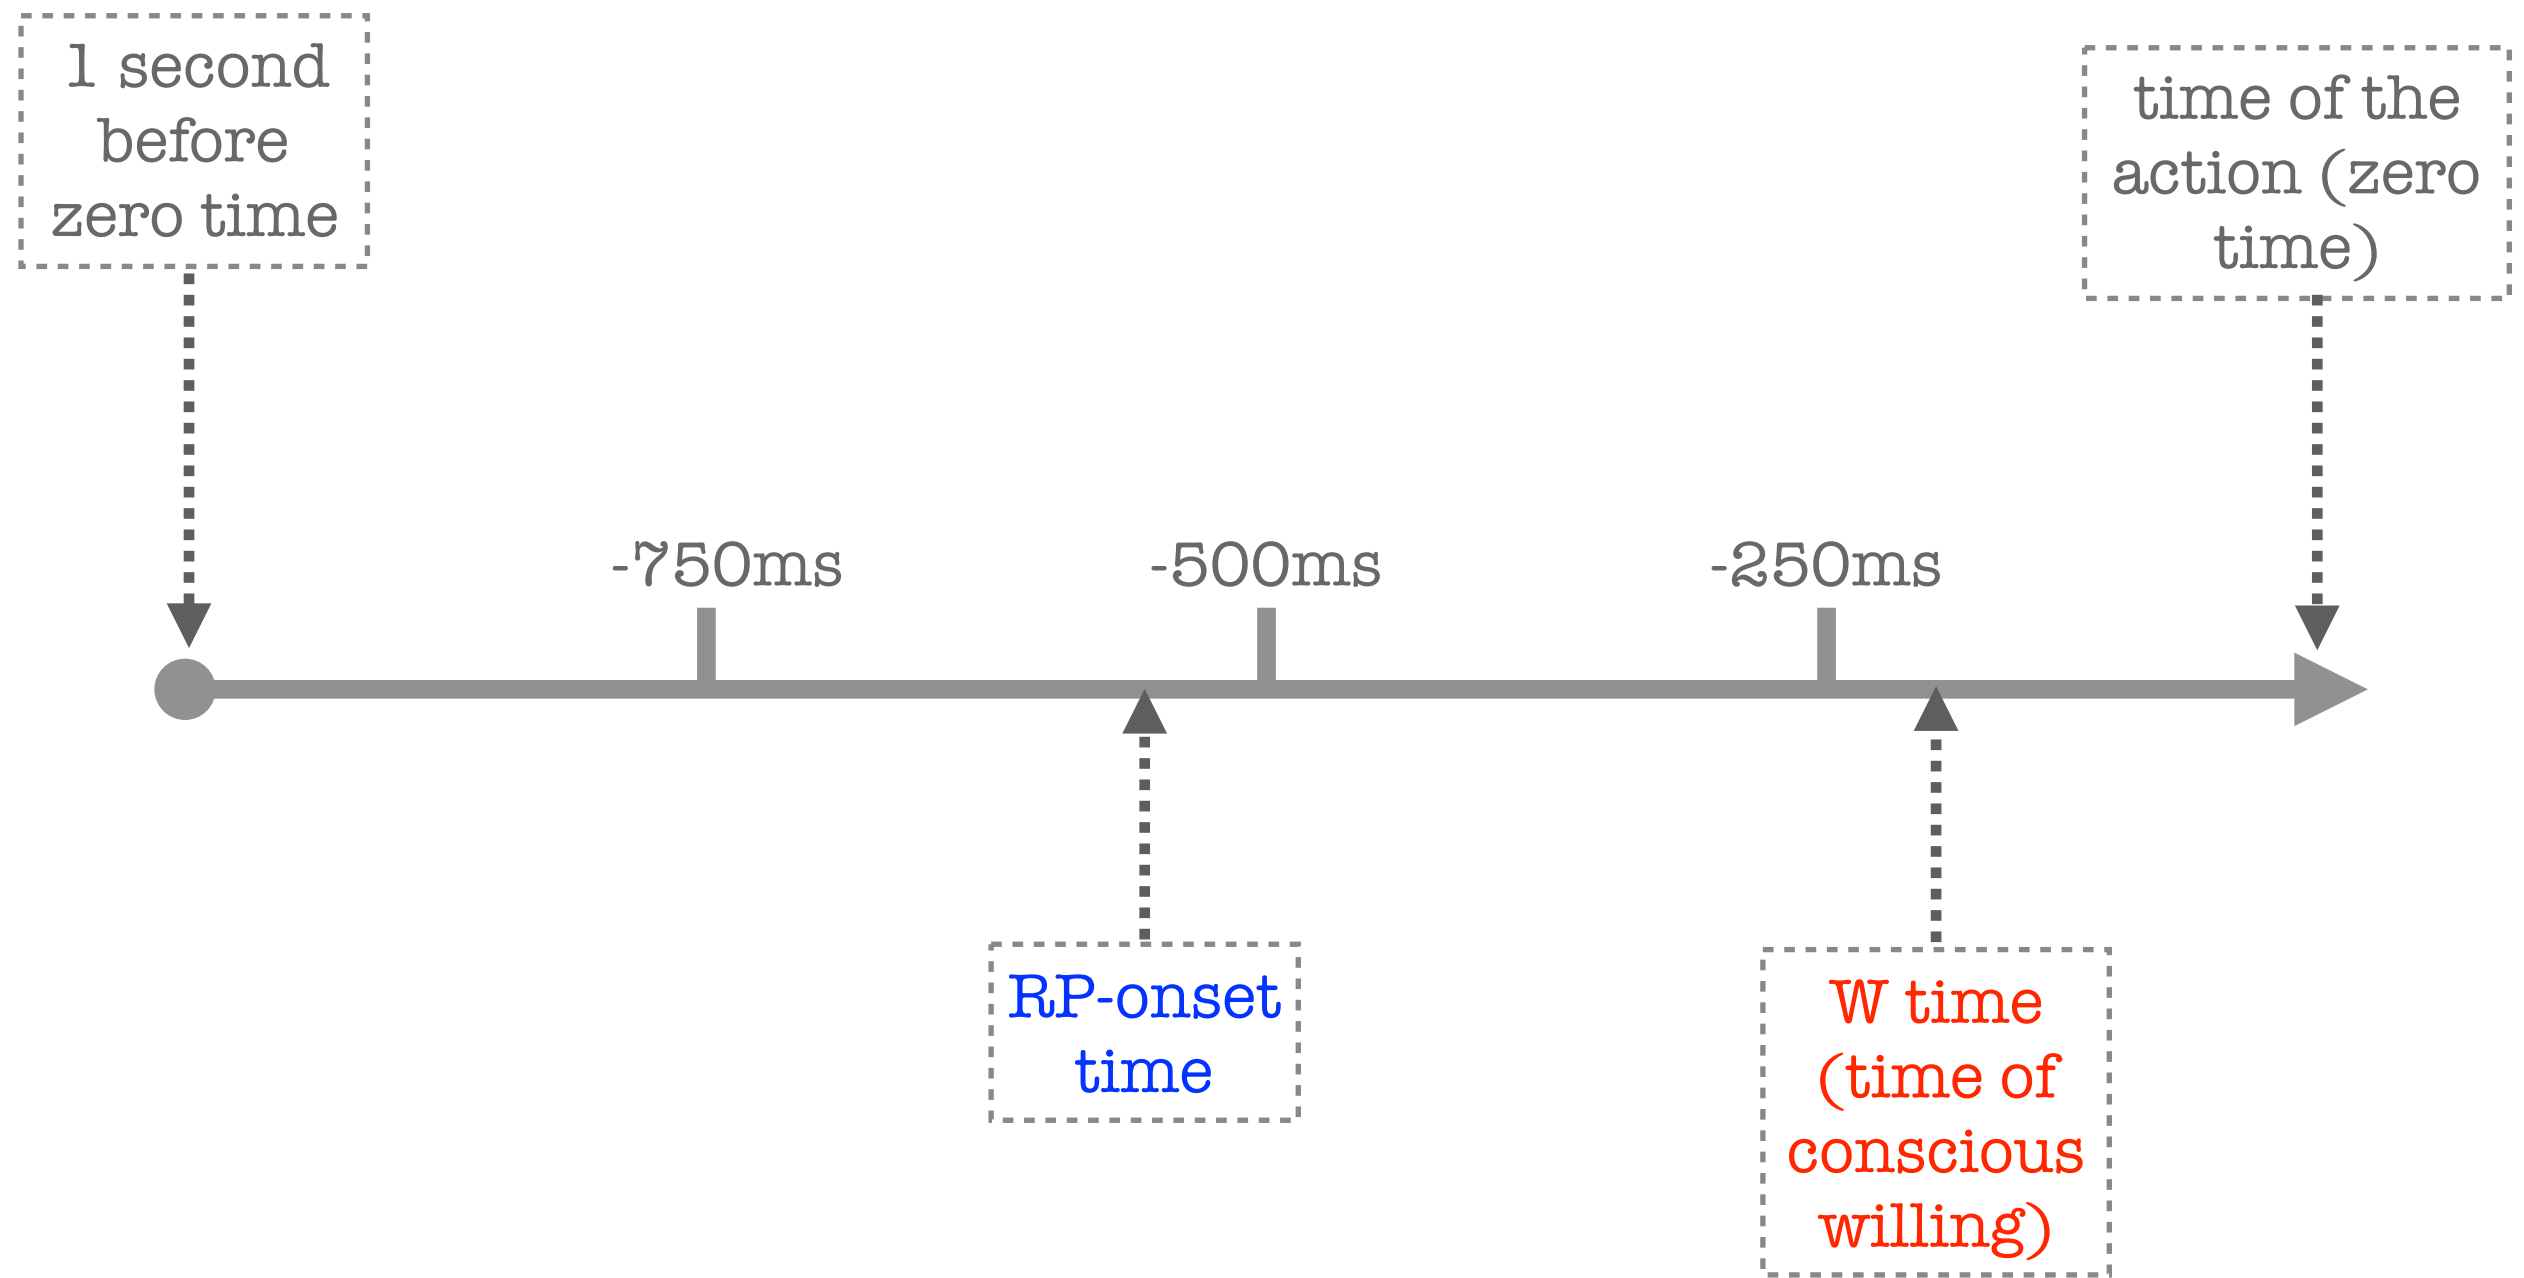 1 second
before
zero time
time of the
action (zero
time)
-750ms
-500ms
-250ms
RP-onset
time
W time
(time of
conscious
willing)